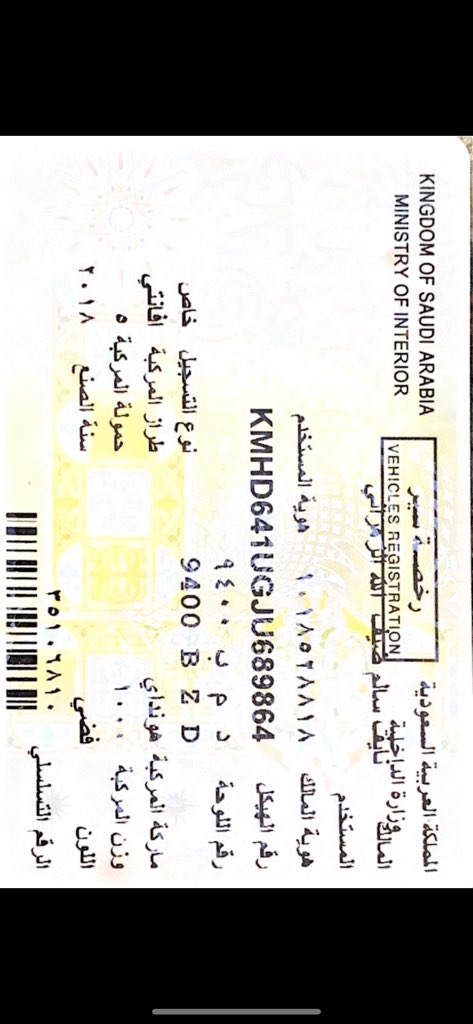 KINGDOM OF SAUDI ARABIA
MINISTRY OF INTERIOR
المملكة العربية السعودية
وزارة الداخلية
رخصة سير
VEHICLES REGISTRATION
المالك نايف سالم ضيف الله الزهراني
المستخدم
هوية المالك هوية المستخدم
رقم الهيكل KMHD641UGJU689864
رقم اللوحة د م ب ٩٤٠٠
9400 B Z D نوع التسجيل خاص
ماركة المركبة هونداي طراز المركبة افانتي
وزن المركبة ١٠٠٠ حمولة المركبة ٥
اللون فضي سنة الصنع ٢٠١٨
الرقم التسلسلي ٣٥١٠٦٨١٠